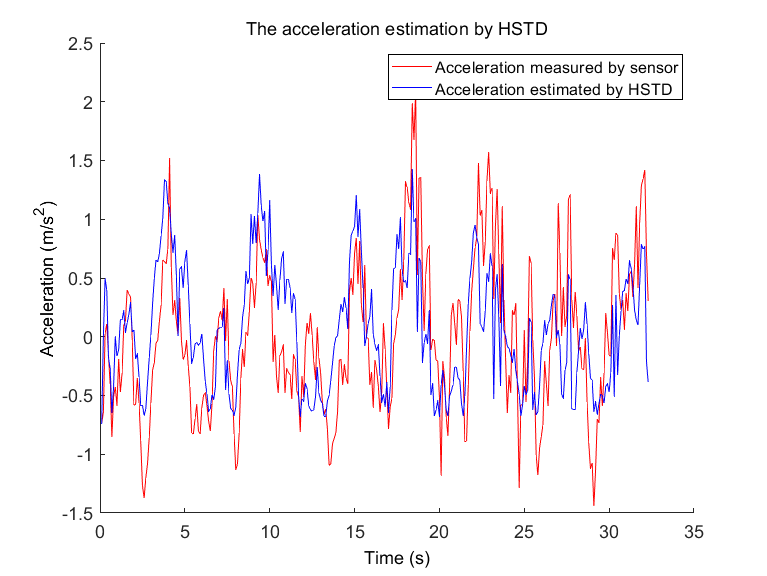 The acceleration estimation by HSTD
2.5
2
1.5
1
0.5
0
-0.5
-1
-1.5
Acceleration (m/s²)
Acceleration measured by sensor
Acceleration estimated by HSTD
0 5 10 15 20 25 30 35
Time (s)